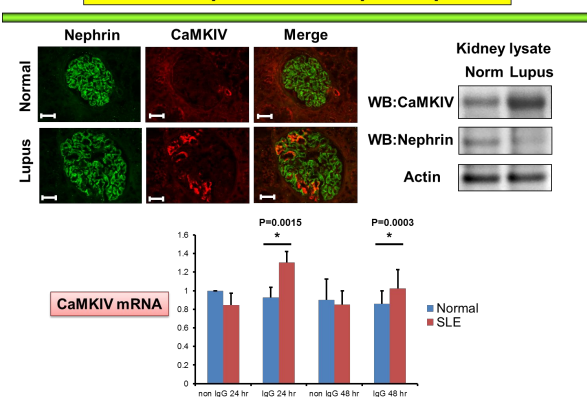 Nephrin CaMKIV Merge
Normal
Lupus
Kidney lysate
Norm Lupus
WB:CaMKIV
WB:Nephrin
Actin
P=0.0015 P=0.0003
* *
CaMKIV mRNA
1.6
1.4
1.2
1
0.8
0.6
0.4
0.2
0
Normal
SLE
non IgG 24 hr IgG 24 hr non IgG 48 hr IgG 48 hr